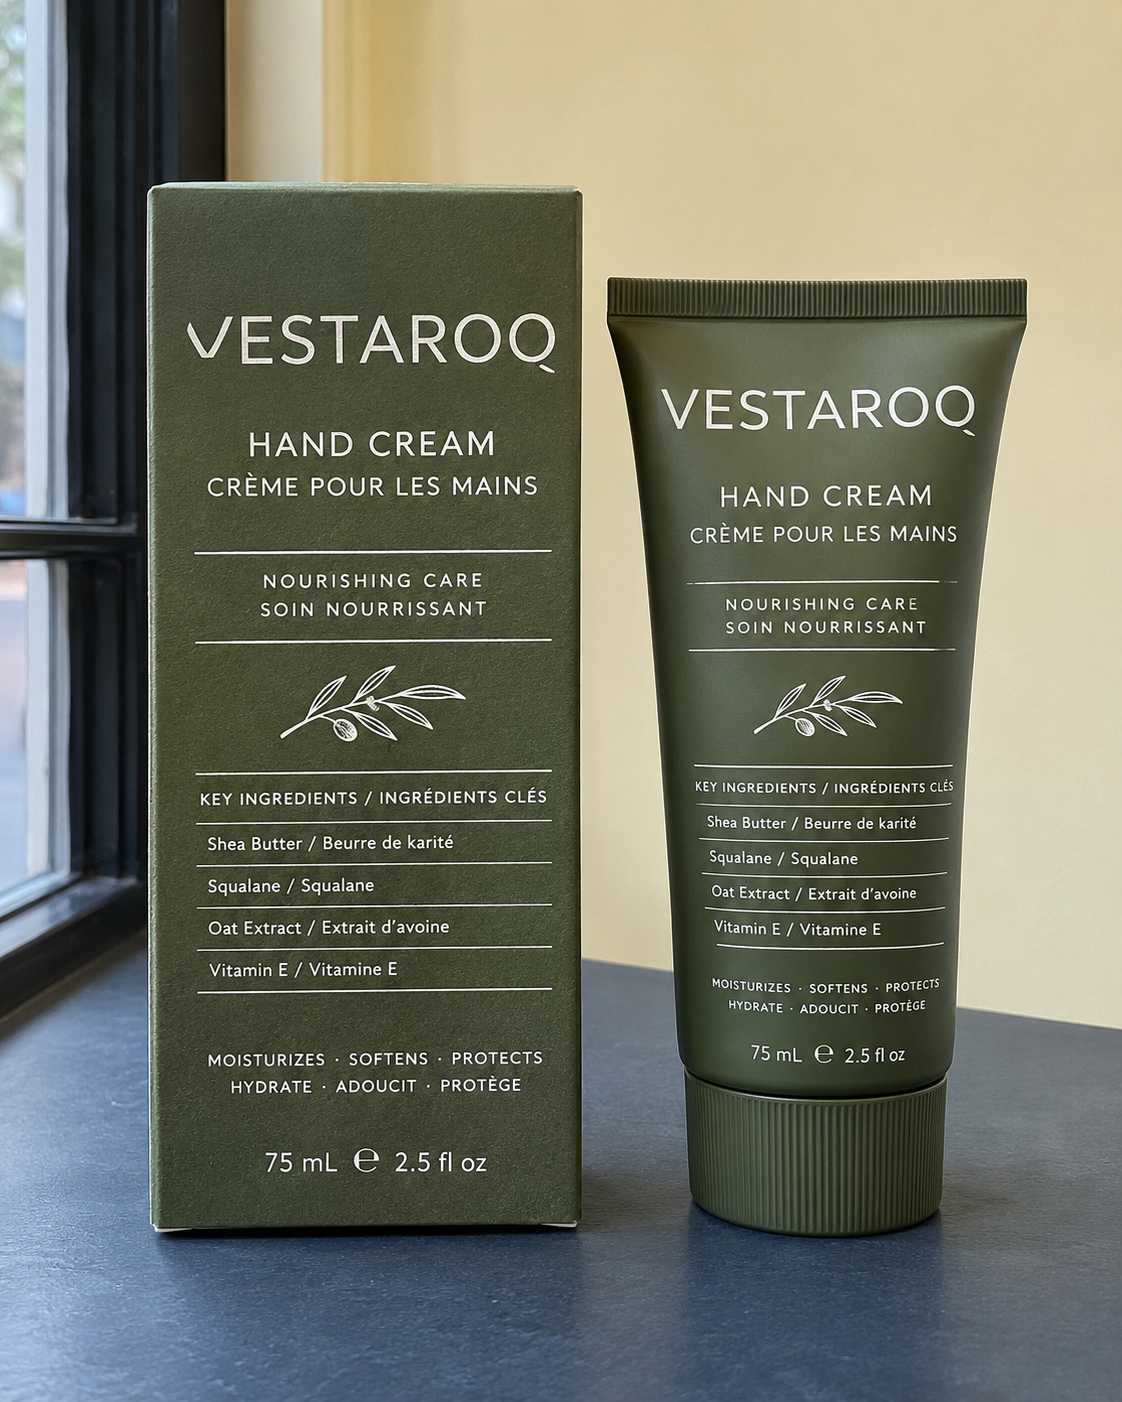 VESTAROQ
HAND CREAM
CRÈME POUR LES MAINS
NOURISHING CARE
SOIN NOURRISSANT
KEY INGREDIENTS / INGRÉDIENTS CLÉS
Shea Butter / Beurre de karité
Squalane / Squalane
Oat Extract / Extrait d’avoine
Vitamin E / Vitamine E
MOISTURIZES · SOFTENS · PROTECTS
HYDRATE · ADOUCIT · PROTÈGE
75 mL ℮ 2.5 fl oz
VESTAROQ
HAND CREAM
CRÈME POUR LES MAINS
NOURISHING CARE
SOIN NOURRISSANT
KEY INGREDIENTS / INGRÉDIENTS CLÉS
Shea Butter / Beurre de karité
Squalane / Squalane
Oat Extract / Extrait d’avoine
Vitamin E / Vitamine E
MOISTURIZES · SOFTENS · PROTECTS
HYDRATE · ADOUCIT · PROTÈGE
75 mL ℮ 2.5 fl oz